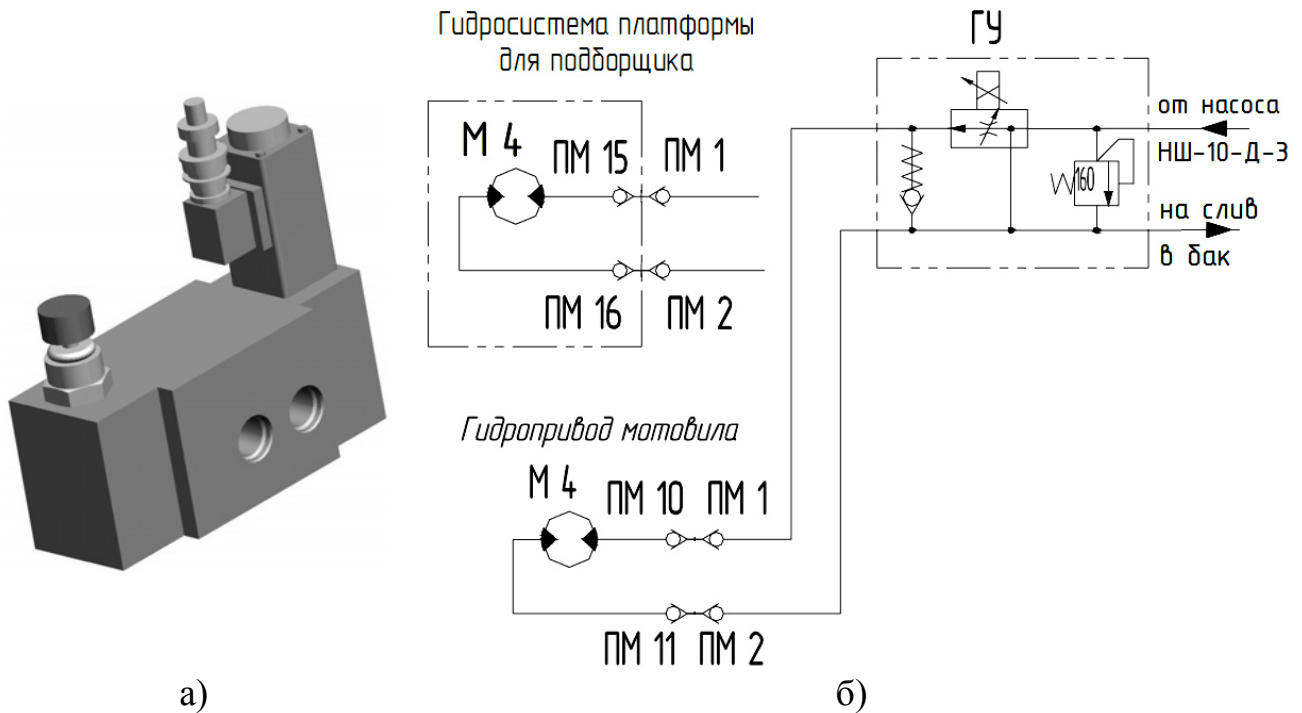 Гидросистема платформы
для подборщика
ГУ
от насоса
НШ-10-Д-3
160
на слив
в бак
М 4
ПМ 15
ПМ 1
ПМ 16
ПМ 2
Гидропривод мотовила
М 4
ПМ 10
ПМ 1
ПМ 11
ПМ 2
а)
б)